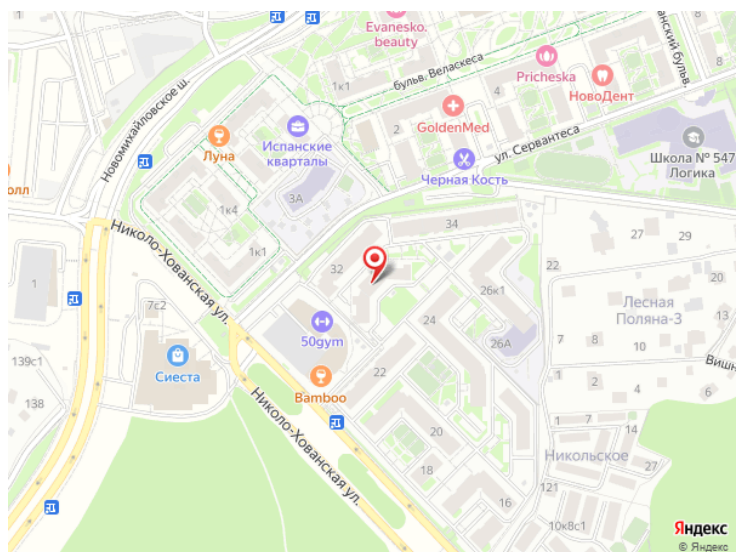 Evanesko.
beauty
бульв. Веласкеса
1к1
Pricheska
НовоДент
4
2
8
GoldenMed
ул. Сервантеса
Новомихайловское ш.
Луна
Испанские
кварталы
3А
Черная Кость
Школа № 547
Логика
1к4
1к1
Николо-Хованская ул.
34
32
27
29
22
26к1
20
1
7с2
50gym
24
26А
Лесная
Поляна-3
13
7
8
139с1
Сиеста
22
2
Вишн
138
Bamboo
4
6
Николо-Хованская ул.
1
7
14
20
18
Никольское
27
16
121
10к8с1
Яндекс
© Яндекс